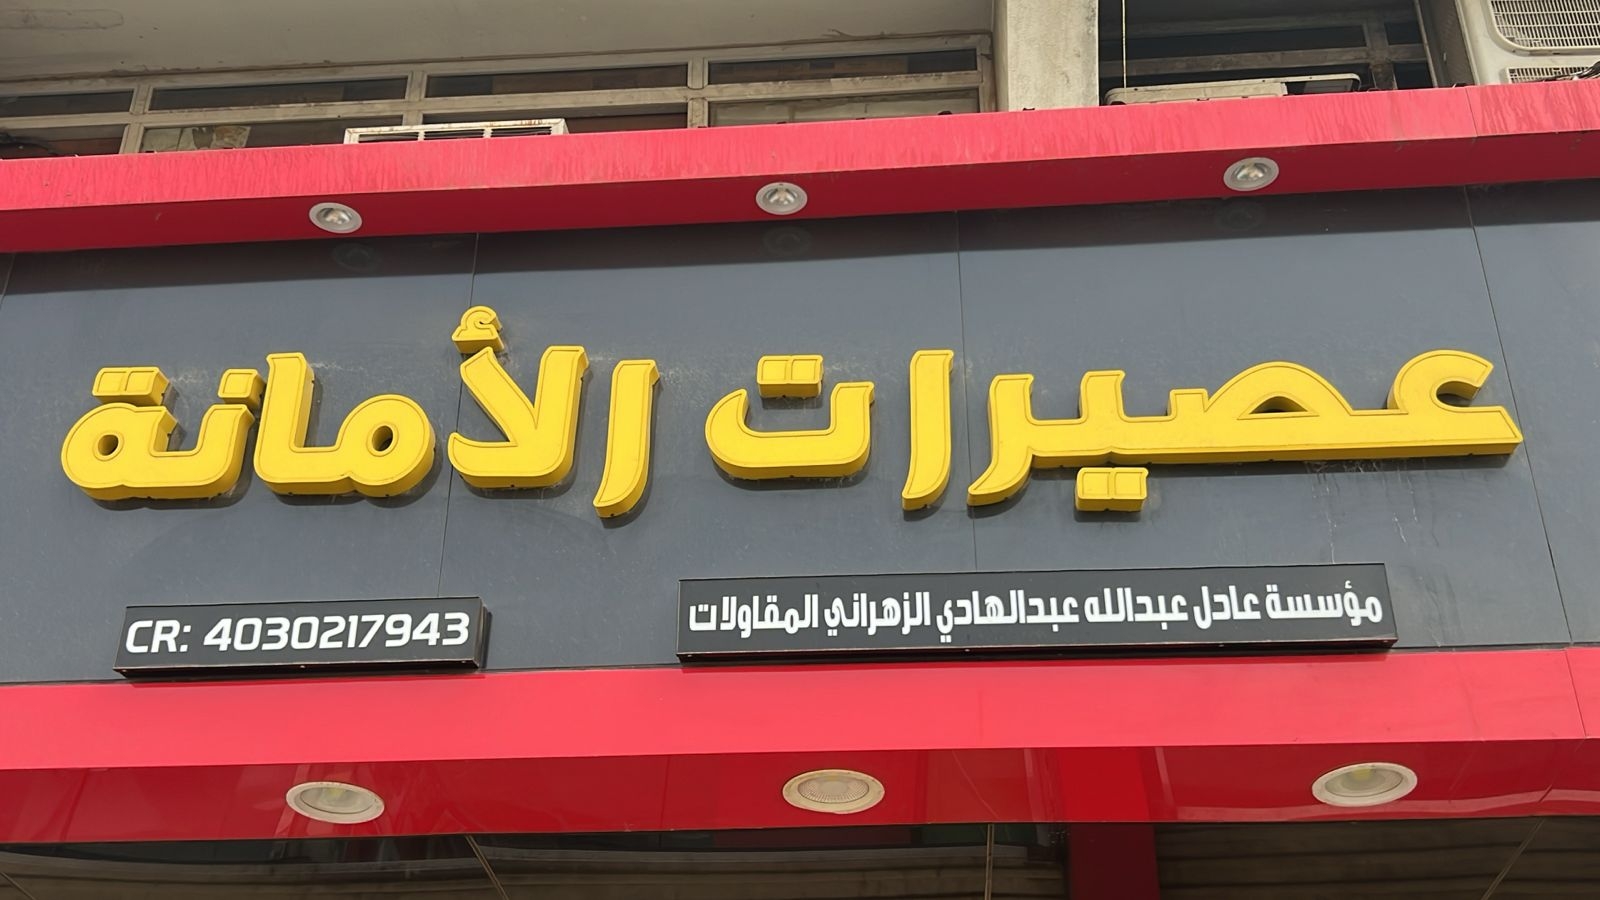 عصيرات الأمانة
مؤسسة عادل عبدالله عبدالهادي الزهراني المقاولات
CR: 4030217943